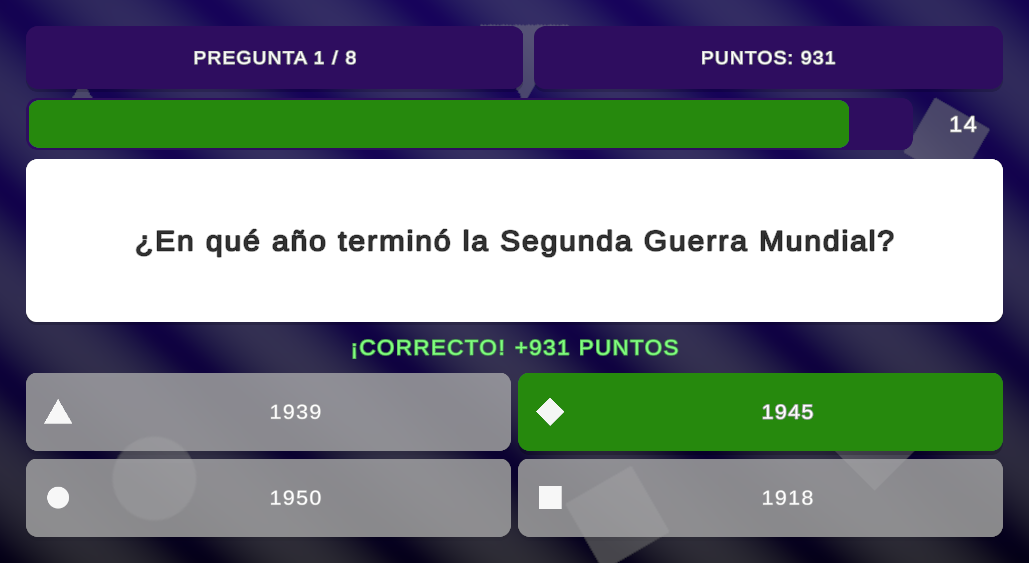 PREGUNTA 1 / 8
PUNTOS: 931
14
¿En qué año terminó la Segunda Guerra Mundial?
¡CORRECTO! +931 PUNTOS
1939
1945
1950
1918